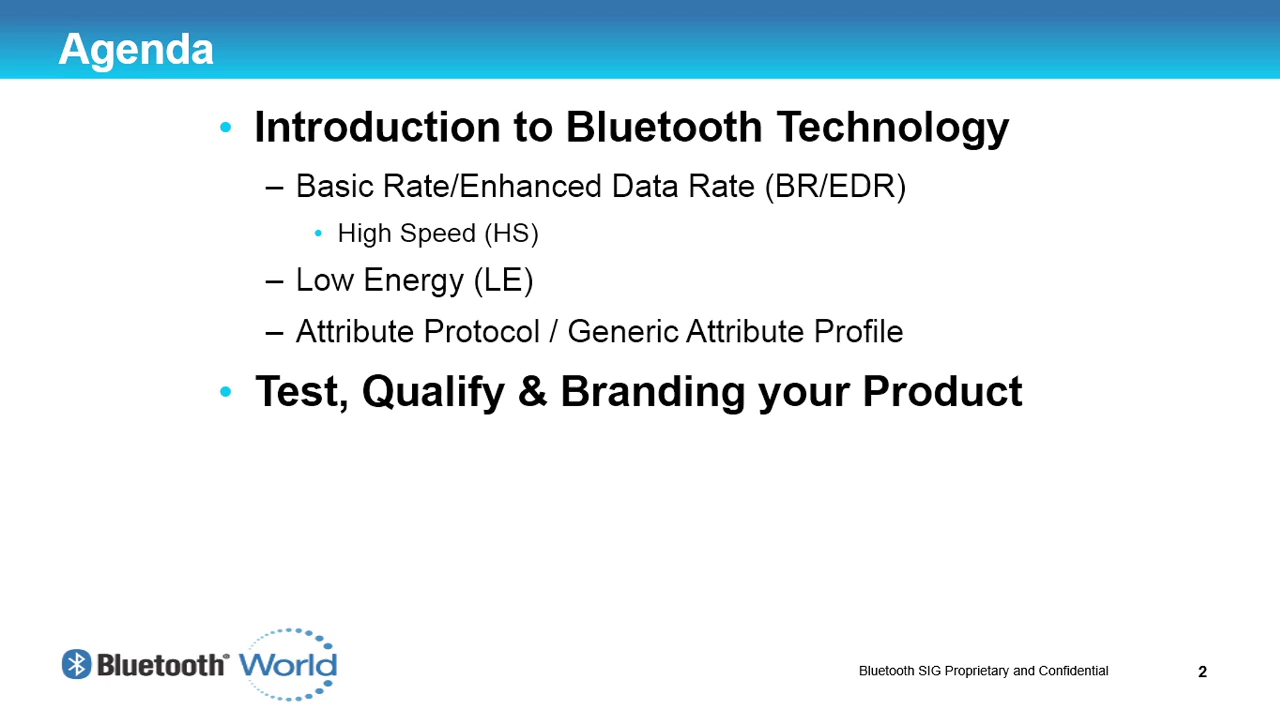 Agenda
• Introduction to Bluetooth Technology
– Basic Rate/Enhanced Data Rate (BR/EDR)
• High Speed (HS)
– Low Energy (LE)
– Attribute Protocol / Generic Attribute Profile
• Test, Qualify & Branding your Product
Bluetooth® World
Bluetooth SIG Proprietary and Confidential
2